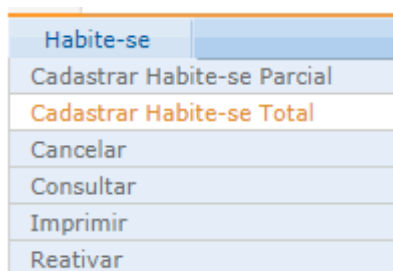 Habite-se
Cadastrar Habite-se Parcial
Cadastrar Habite-se Total
Cancelar
Consultar
Imprimir
Reativar